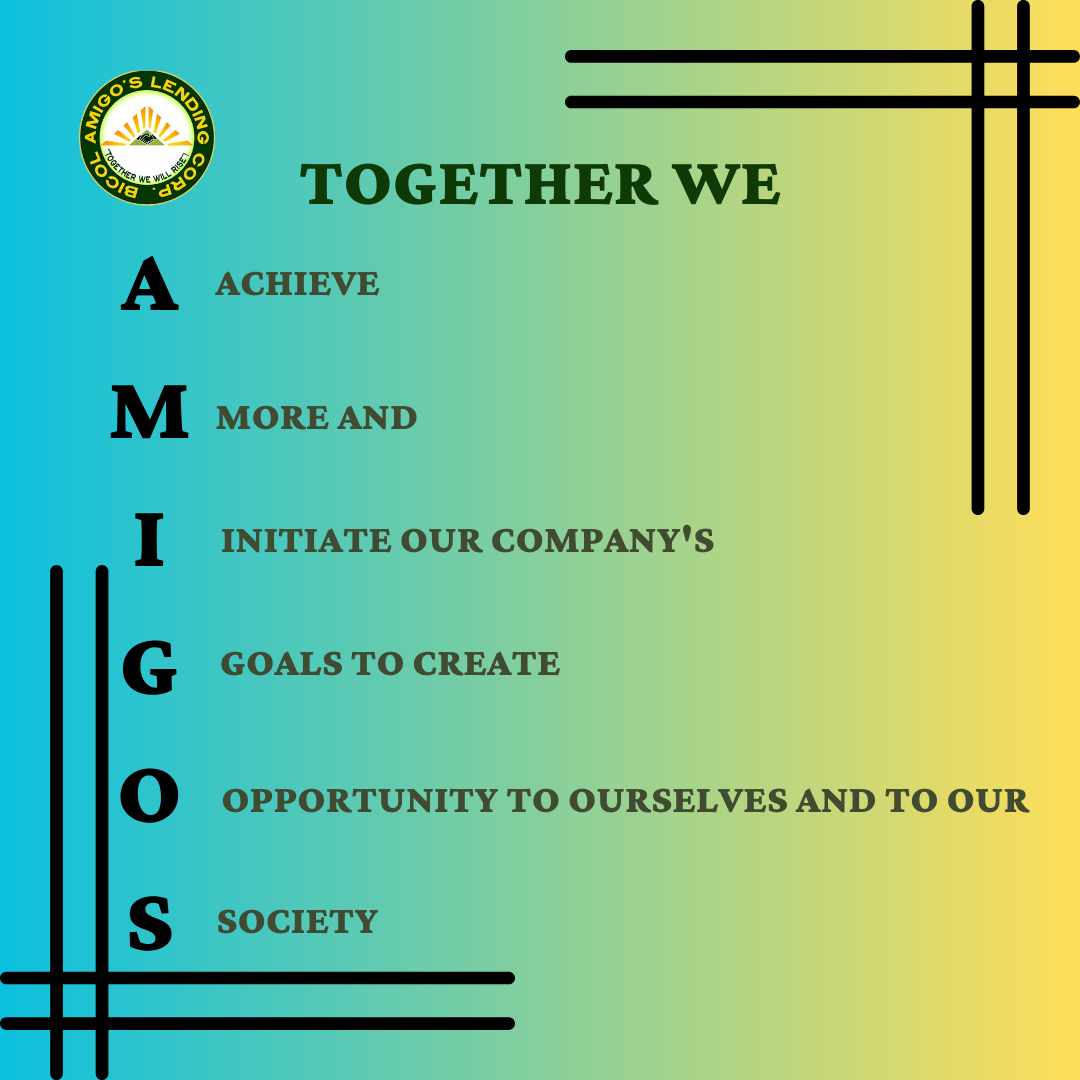 BICOL AMIGO'S LENDING CORP.
"TOGETHER WE WILL RISE"
TOGETHER WE
A ACHIEVE
M MORE AND
I INITIATE OUR COMPANY'S
G GOALS TO CREATE
O OPPORTUNITY TO OURSELVES AND TO OUR
S SOCIETY